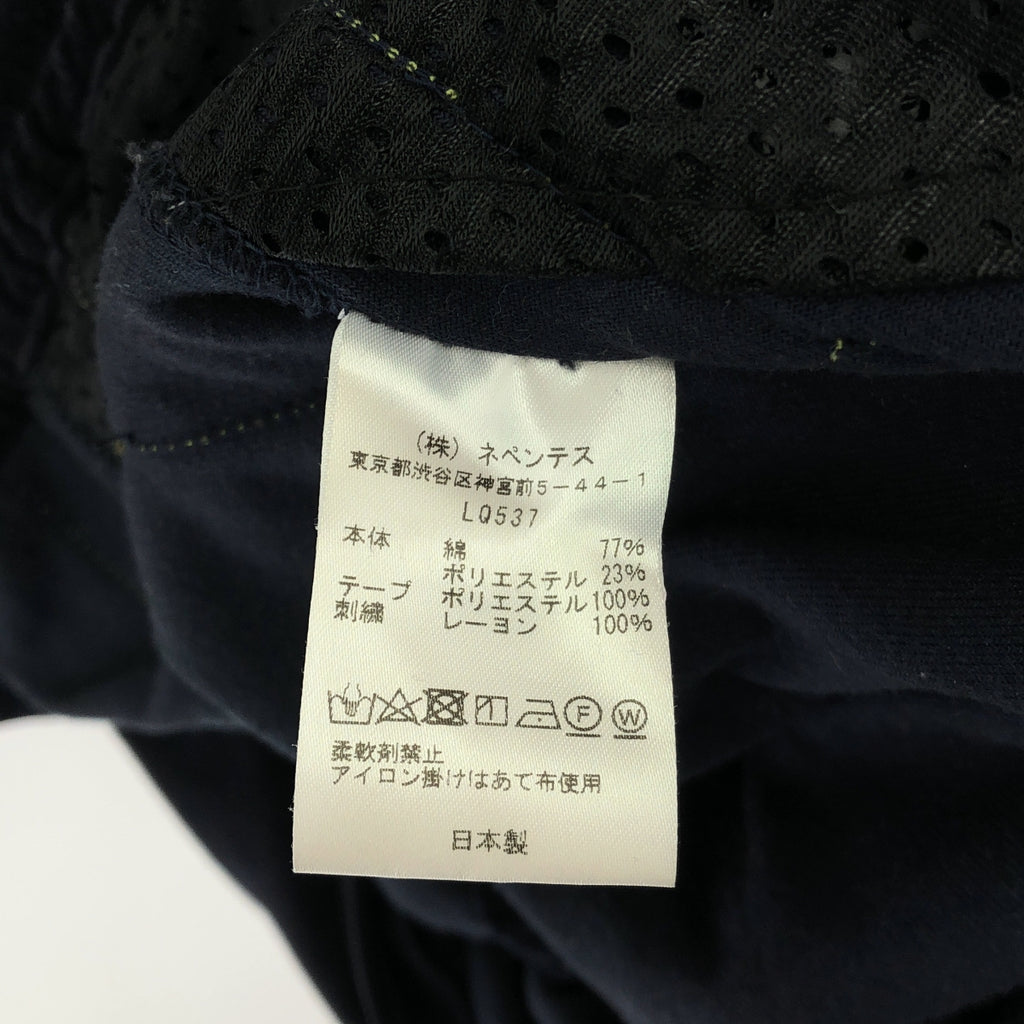 (株) ネペンテス
東京都渋谷区神宮前5-44-1
LQ537
本体 綿 77%
ポリエステル 23%
テープ ポリエステル 100%
刺繍 レーヨン 100%
F W
柔軟剤禁止
アイロン掛けはあて布使用
日本製